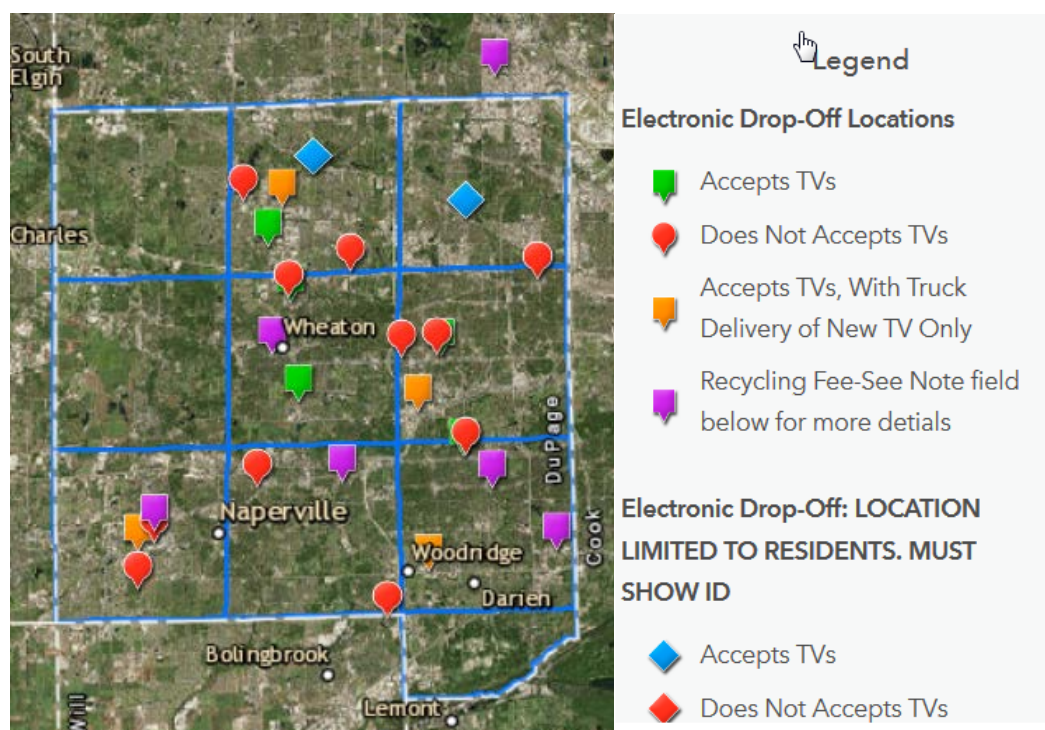 South
Elgin
Charles
Wheaton
DuPage
Naperville
Cook
Woodridge
Darien
Bolingbrook
Will
Lemont
Legend
Electronic Drop-Off Locations
Accepts TVs
Does Not Accepts TVs
Accepts TVs, With Truck
Delivery of New TV Only
Recycling Fee-See Note field
below for more detials
Electronic Drop-Off: LOCATION
LIMITED TO RESIDENTS. MUST
SHOW ID
Accepts TVs
Does Not Accepts TVs